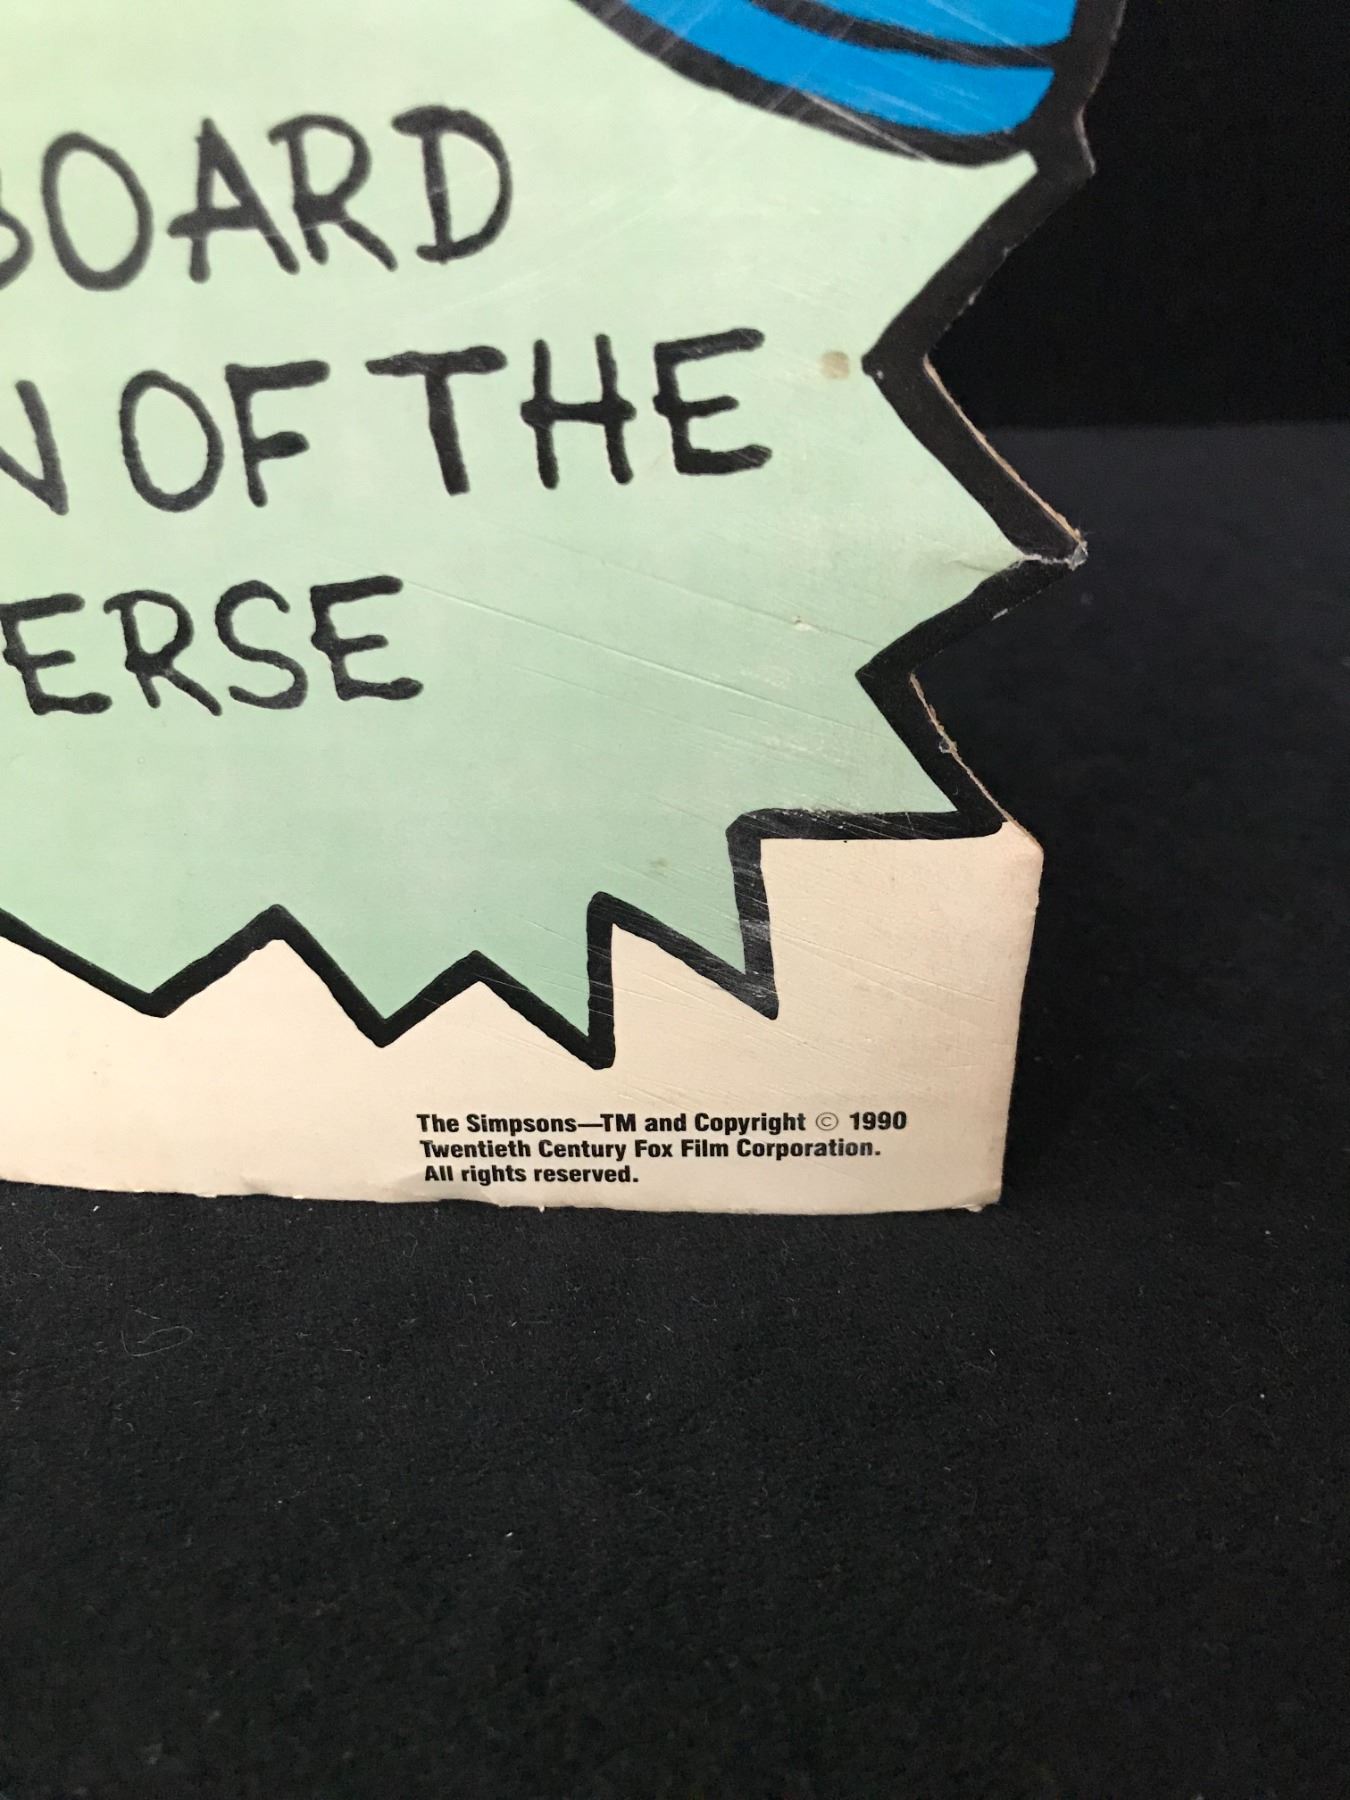 BOARD
N OF THE
ERSE
The Simpsons—TM and Copyright © 1990
Twentieth Century Fox Film Corporation.
All rights reserved.